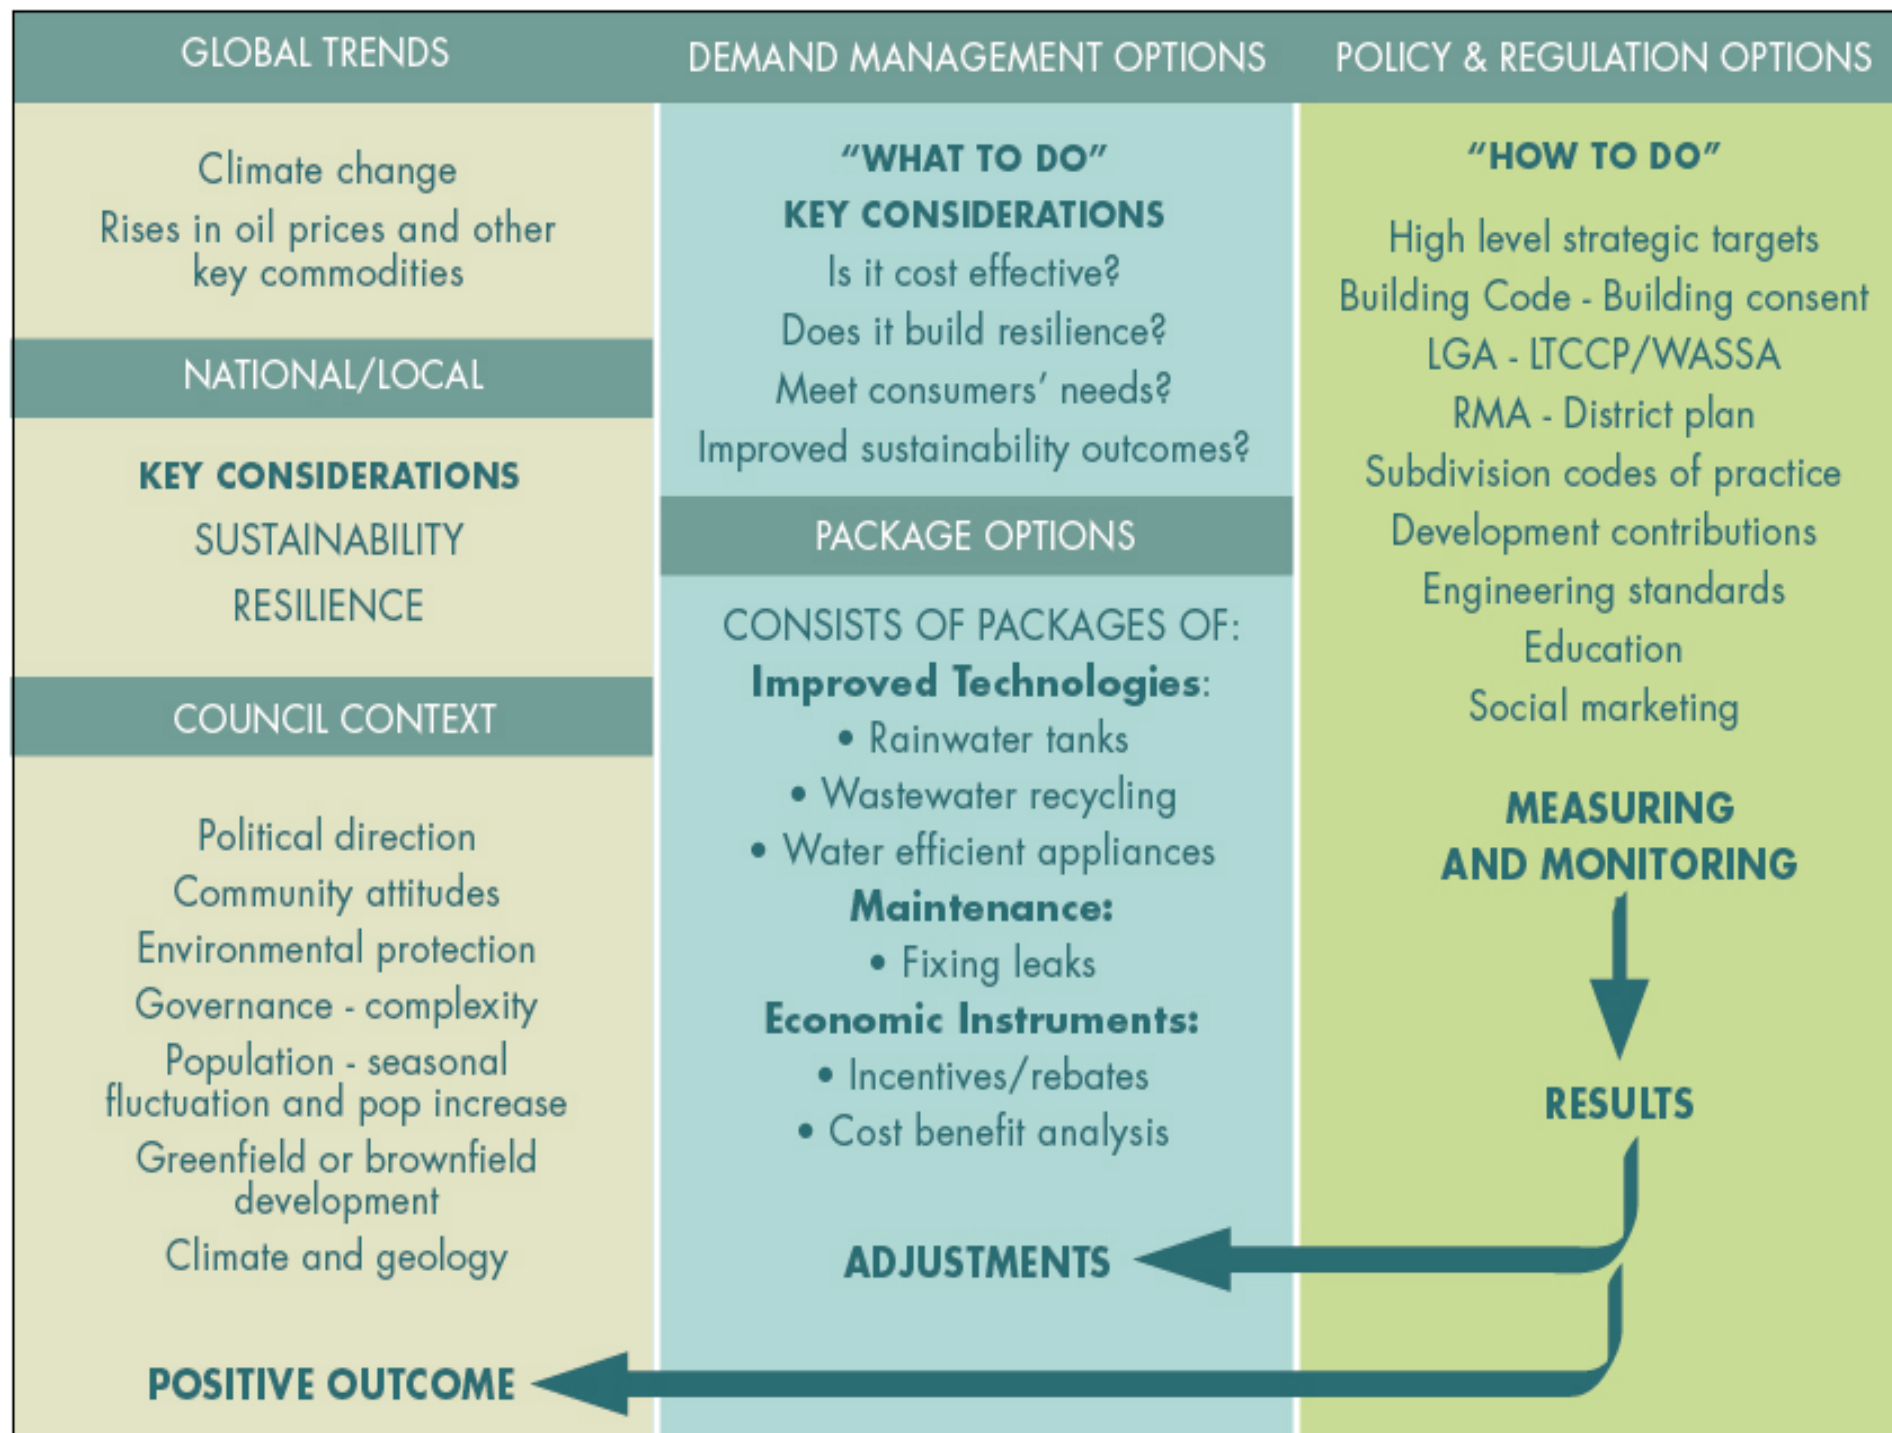 GLOBAL TRENDS
Climate change
Rises in oil prices and other
key commodities
NATIONAL/LOCAL
KEY CONSIDERATIONS
SUSTAINABILITY
RESILIENCE
COUNCIL CONTEXT
Political direction
Community attitudes
Environmental protection
Governance - complexity
Population - seasonal
fluctuation and pop increase
Greenfield or brownfield
development
Climate and geology
POSITIVE OUTCOME
DEMAND MANAGEMENT OPTIONS
“WHAT TO DO”
KEY CONSIDERATIONS
Is it cost effective?
Does it build resilience?
Meet consumers’ needs?
Improved sustainability outcomes?
PACKAGE OPTIONS
CONSISTS OF PACKAGES OF:
Improved Technologies:
• Rainwater tanks
• Wastewater recycling
• Water efficient appliances
Maintenance:
• Fixing leaks
Economic Instruments:
• Incentives/rebates
• Cost benefit analysis
ADJUSTMENTS
POLICY & REGULATION OPTIONS
“HOW TO DO”
High level strategic targets
Building Code - Building consent
LGA - LTCCP/WASSA
RMA - District plan
Subdivision codes of practice
Development contributions
Engineering standards
Education
Social marketing
MEASURING
AND MONITORING
RESULTS